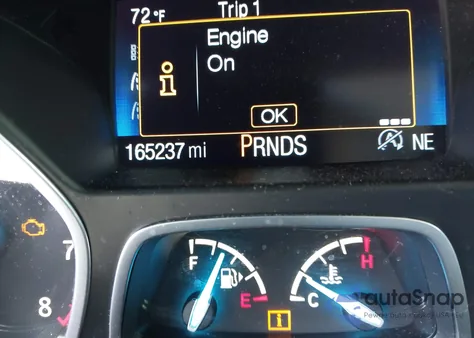 72°F Trip 1
Engine
On
OK
165237 mi PRNDS NE
7
8
F E
H C
autoSnap